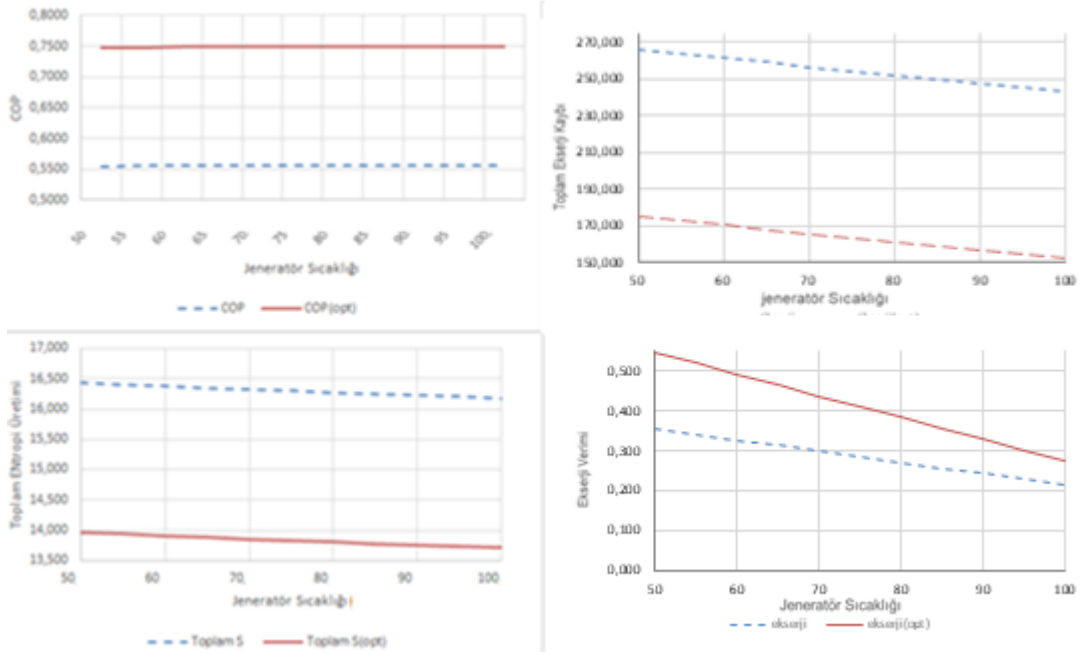 0,8000
0,7500
0,7000
0,6500
0,6000
0,5500
0,5000
COP
50, 55 60 65 70 75 80 85 90 95 100,
Jeneratör Sıcaklığı
COP COP(opt)
270,000
250,000
230,000
210,000
190,000
170,000
150,000
Toplam Ekserji Kaybı
50 60 70 80 90 100
jeneratör Sıcaklığı
17,000
16,500
16,000
15,500
15,000
14,500
14,000
13,500
Toplam ENtropi Üretimi
50, 60 70, 80 90 100
Jeneratör Sıcaklığı
Toplam S Toplam S(opt)
0,500
0,400
0,300
0,200
0,100
0,000
Ekserji Verimi
50 60 70 80 90 100
Jeneratör Sıcaklığı
ekserji ekserji(opt)